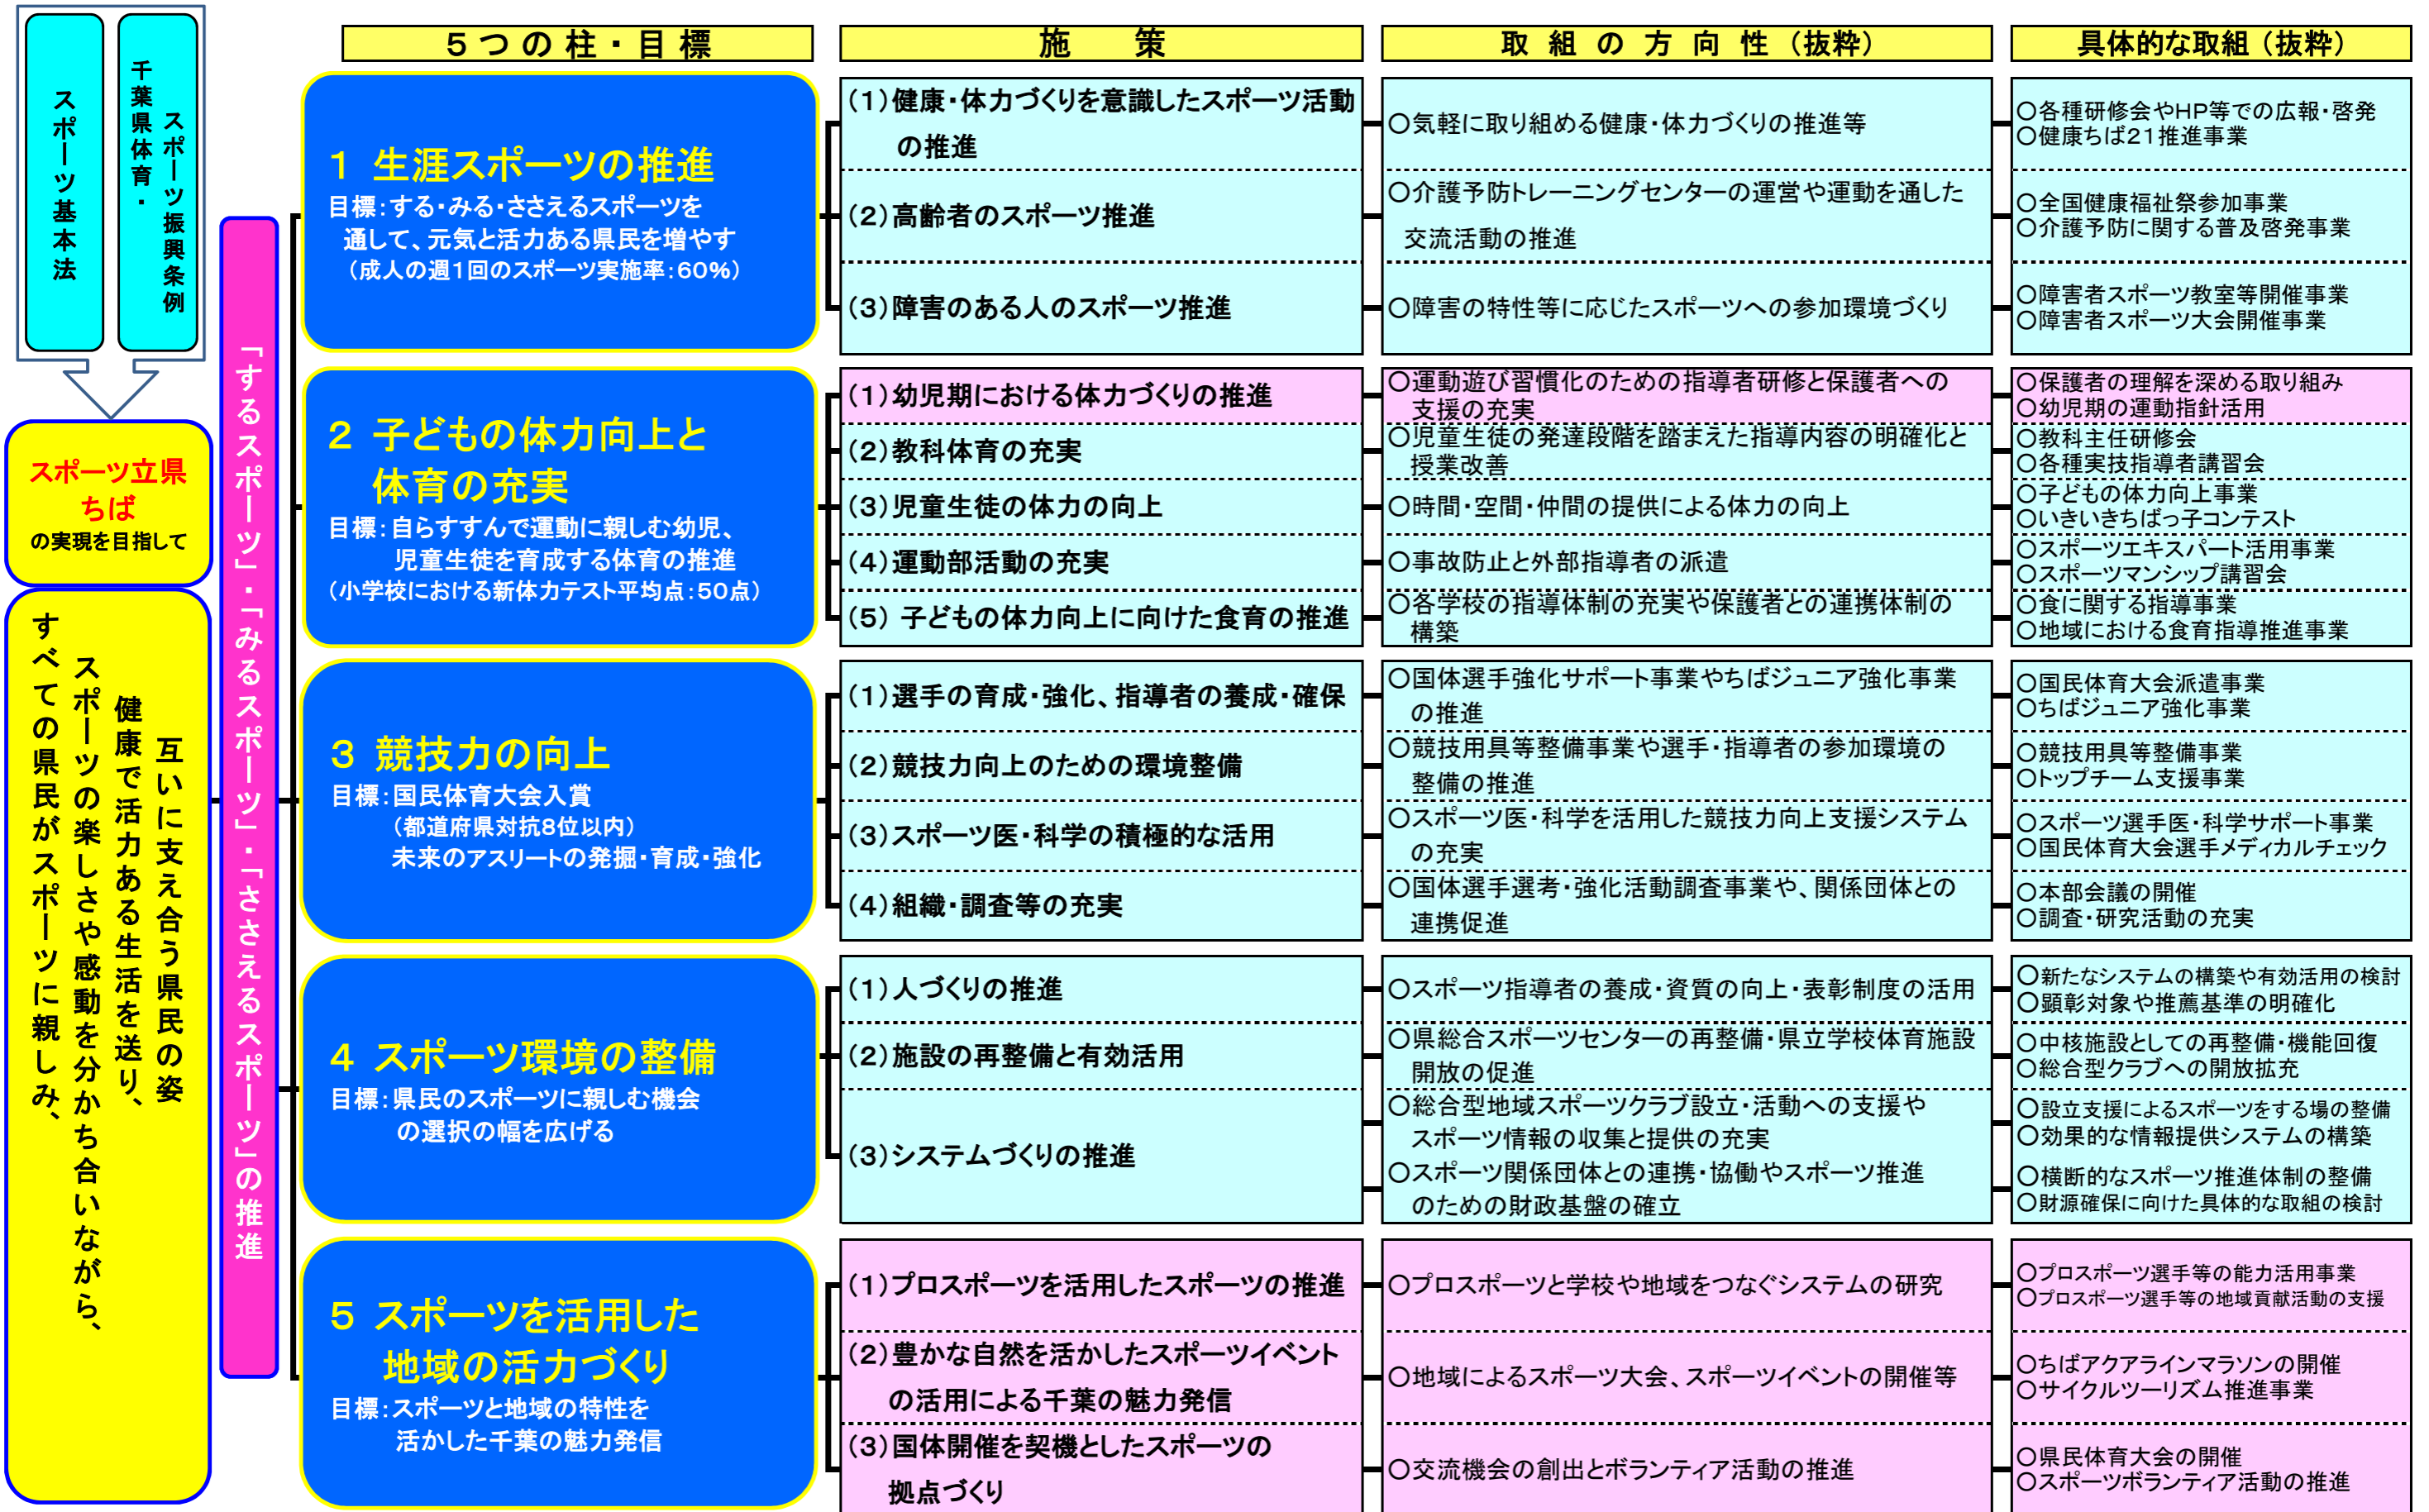 スポーツ基本法
千葉県体育・
スポーツ振興条例
スポーツ立県
ちば
の実現を目指して
すべての県民がスポーツに親しみ、
スポーツの楽しさや感動を分かち合いながら、
健康で活力ある生活を送り、
互いに支え合う県民の姿
「するスポーツ」・「みるスポーツ」・「ささえるスポーツ」の推進
５つの柱・目標
施　策
取組の方向性（抜粋）
具体的な取組（抜粋）
１ 生涯スポーツの推進
目標：する・みる・ささえるスポーツを
通して、元気と活力ある県民を増やす
（成人の週１回のスポーツ実施率：60％）
（１）健康・体力づくりを意識したスポーツ活動
の推進
○気軽に取り組める健康・体力づくりの推進等
○各種研修会やＨＰ等での広報・啓発
○健康ちば21推進事業
（２）高齢者のスポーツ推進
○介護予防トレーニングセンターの運営や運動を通した
交流活動の推進
○全国健康福祉祭参加事業
○介護予防に関する普及啓発事業
（３）障害のある人のスポーツ推進
○障害の特性等に応じたスポーツへの参加環境づくり
○障害者スポーツ教室等開催事業
○障害者スポーツ大会開催事業
２ 子どもの体力向上と
体育の充実
目標：自らすすんで運動に親しむ幼児、
児童生徒を育成する体育の推進
（小学校における新体力テスト平均点：50点）
（１）幼児期における体力づくりの推進
○運動遊び習慣化のための指導者研修と保護者への
支援の充実
○保護者の理解を深める取り組み
○幼児期の運動指針活用
（２）教科体育の充実
○児童生徒の発達段階を踏まえた指導内容の明確化と
授業改善
○教科主任研修会
○各種実技指導者講習会
（３）児童生徒の体力の向上
○時間・空間・仲間の提供による体力の向上
○子どもの体力向上事業
○いきいきちばっ子コンテスト
（４）運動部活動の充実
○事故防止と外部指導者の派遣
○スポーツエキスパート活用事業
○スポーツマンシップ講習会
（５） 子どもの体力向上に向けた食育の推進
○各学校の指導体制の充実や保護者との連携体制の
構築
○食に関する指導事業
○地域における食育指導推進事業
３ 競技力の向上
目標：国民体育大会入賞
（都道府県対抗８位以内）
未来のアスリートの発掘・育成・強化
（１）選手の育成・強化、指導者の養成・確保
○国体選手強化サポート事業やちばジュニア強化事業
の推進
○国民体育大会派遣事業
○ちばジュニア強化事業
（２）競技力向上のための環境整備
○競技用具等整備事業や選手・指導者の参加環境の
整備の推進
○競技用具等整備事業
○トップチーム支援事業
（３）スポーツ医・科学の積極的な活用
○スポーツ医・科学を活用した競技力向上支援システム
の充実
○スポーツ選手医・科学サポート事業
○国民体育大会選手メディカルチェック
（４）組織・調査等の充実
○国体選手選考・強化活動調査事業や、関係団体との
連携促進
○本部会議の開催
○調査・研究活動の充実
４ スポーツ環境の整備
目標：県民のスポーツに親しむ機会
の選択の幅を広げる
（１）人づくりの推進
○スポーツ指導者の養成・資質の向上・表彰制度の活用
○新たなシステムの構築や有効活用の検討
○顕彰対象や推薦基準の明確化
（２）施設の再整備と有効活用
○県総合スポーツセンターの再整備・県立学校体育施設
開放の促進
○中核施設としての再整備・機能回復
○総合型クラブへの開放拡充
（３）システムづくりの推進
○総合型地域スポーツクラブ設立・活動への支援や
スポーツ情報の収集と提供の充実
○設立支援によるスポーツをする場の整備
○効果的な情報提供システムの構築
○スポーツ関係団体との連携・協働やスポーツ推進
のための財政基盤の確立
○横断的なスポーツ推進体制の整備
○財源確保に向けた具体的な取組の検討
５ スポーツを活用した
地域の活力づくり
目標：スポーツと地域の特性を
活かした千葉の魅力発信
（１）プロスポーツを活用したスポーツの推進
○プロスポーツと学校や地域をつなぐシステムの研究
○プロスポーツ選手等の能力活用事業
○プロスポーツ選手等の地域貢献活動の支援
（２）豊かな自然を活かしたスポーツイベント
の活用による千葉の魅力発信
○地域によるスポーツ大会、スポーツイベントの開催等
○ちばアクアラインマラソンの開催
○サイクルツーリズム推進事業
（３）国体開催を契機としたスポーツの
拠点づくり
○交流機会の創出とボランティア活動の推進
○県民体育大会の開催
○スポーツボランティア活動の推進